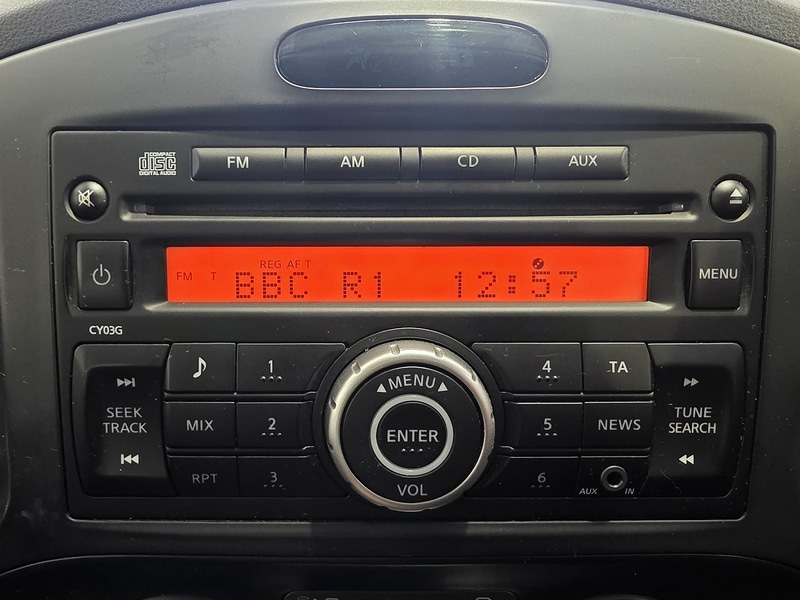 COMPACT
disc
DIGITAL AUDIO
FM AM CD AUX
REG AF T
FM T BBC R1 12:57
MENU
CY03G
1 MENU 4 TA
SEEK
TRACK
MIX 2 ENTER 5 NEWS
TUNE
SEARCH
RPT 3 VOL 6
AUX IN